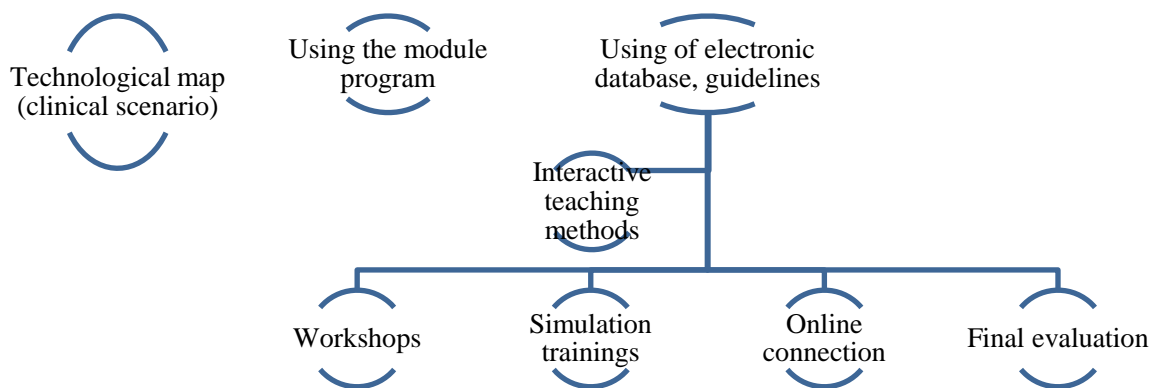 Technological map
(clinical scenario)
Using the module
program
Using of electronic
database, guidelines
Interactive
teaching
methods
Workshops
Simulation
trainings
Online
connection
Final evaluation